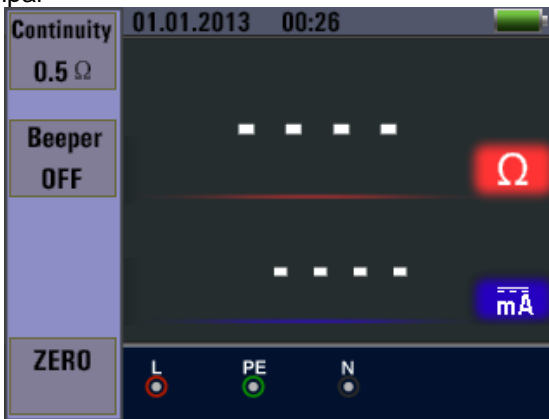 Continuity
0.5 Ω
Beeper
OFF
ZERO
01.01.2013 00:26
- - - -
Ω
- - - -
mA
L PE N